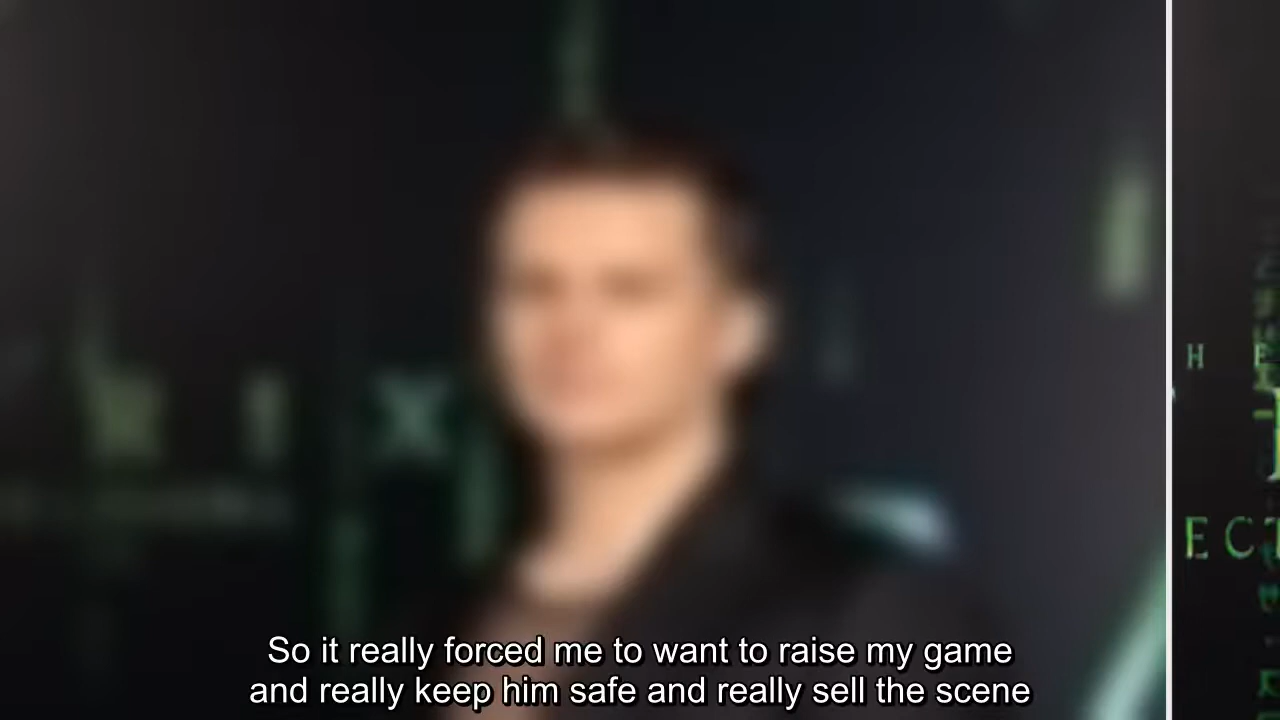 H E
ECT
So it really forced me to want to raise my game
and really keep him safe and really sell the scene